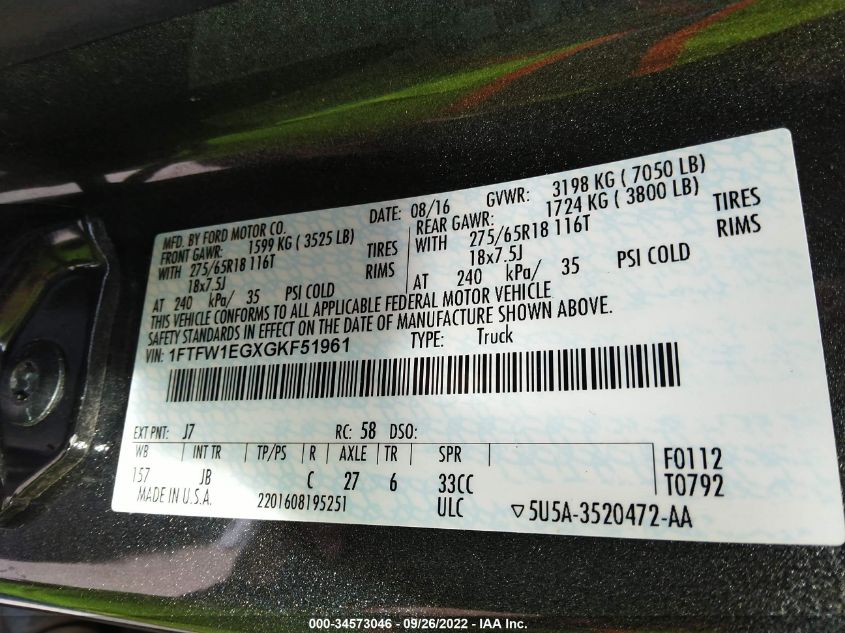 MFD. BY FORD MOTOR CO.
DATE: 08/16 GVWR: 3198 KG ( 7050 LB)
FRONT GAWR: 1599 KG ( 3525 LB)
REAR GAWR: 1724 KG ( 3800 LB)
WITH 275/65R18 116T TIRES
WITH 275/65R18 116T TIRES
18x7.5J RIMS
18x7.5J RIMS
AT 240 kPa/ 35 PSI COLD
AT 240 kPa/ 35 PSI COLD
THIS VEHICLE CONFORMS TO ALL APPLICABLE FEDERAL MOTOR VEHICLE
SAFETY STANDARDS IN EFFECT ON THE DATE OF MANUFACTURE SHOWN ABOVE.
VIN: 1FTFW1EGXGKF51961 TYPE: Truck
EXT PNT: J7 RC: 58 DSO:
WB INT TR TP/PS R AXLE TR SPR
157 JB C 27 6 33CC
F0112
T0792
MADE IN U.S.A. 2201608195251 ULC ▽5U5A-3520472-AA
000-34573046 - 09/26/2022 - IAA Inc.